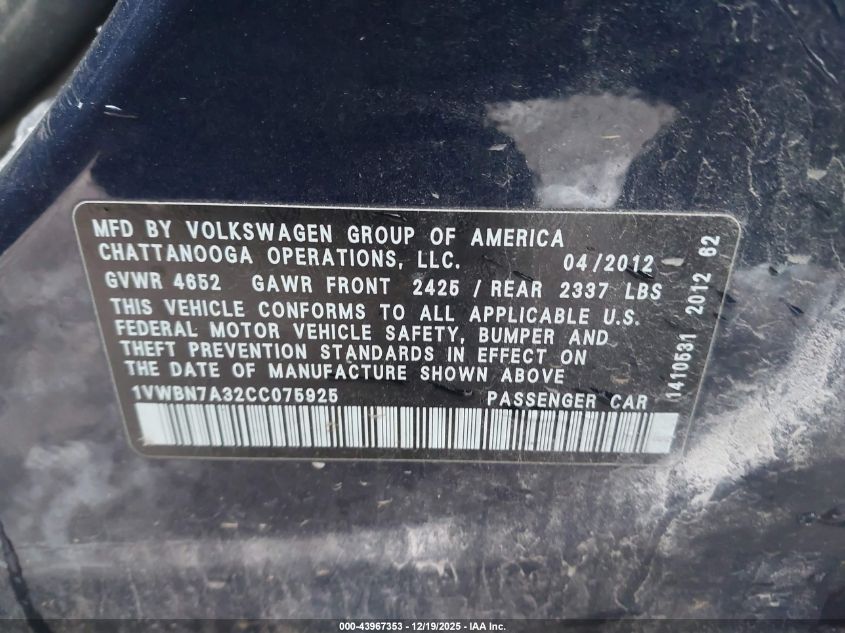 MFD BY VOLKSWAGEN GROUP OF AMERICA
CHATTANOOGA OPERATIONS, LLC. 04/2012
GVWR 4652 GAWR FRONT 2425 / REAR 2337 LBS
THIS VEHICLE CONFORMS TO ALL APPLICABLE U.S.
FEDERAL MOTOR VEHICLE SAFETY, BUMPER AND
THEFT PREVENTION STANDARDS IN EFFECT ON
THE DATE OF MANUFACTURE SHOWN ABOVE
1VWBN7A32CC075925 PASSENGER CAR
1410531 2012 62
000-43967353 - 12/19/2025 - IAA Inc.